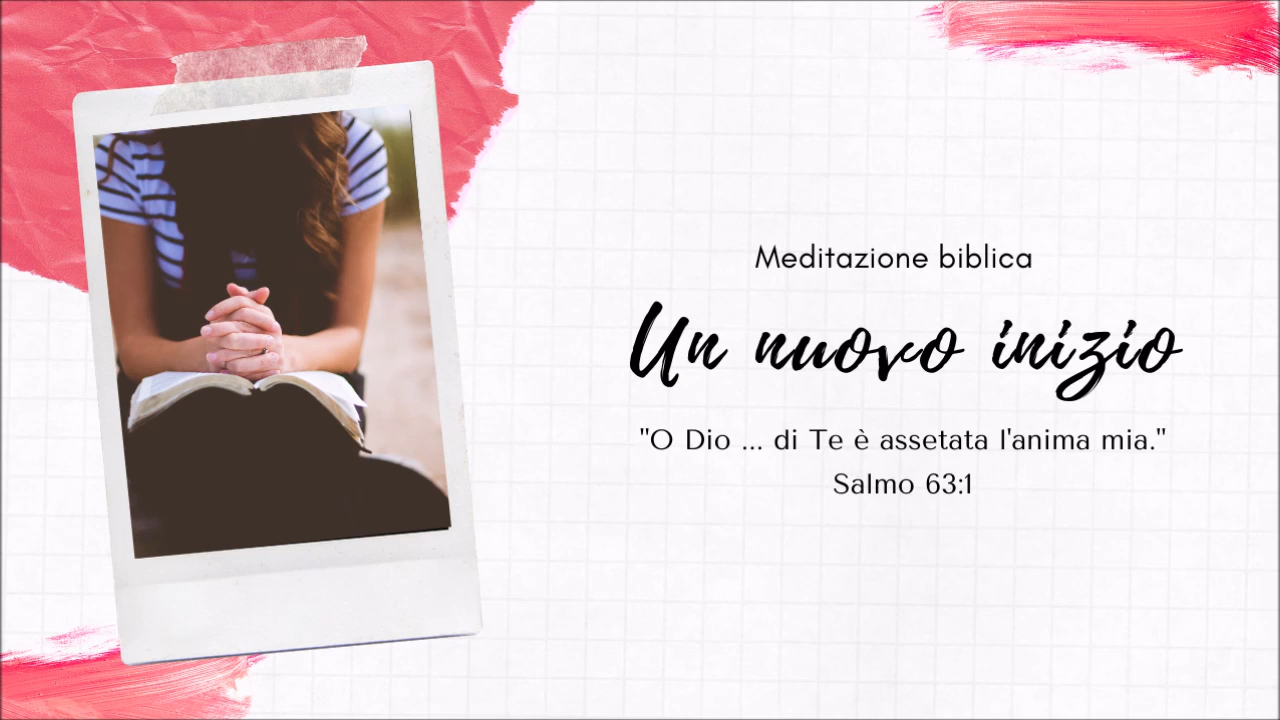 Meditazione biblica
Un nuovo inizio
"O Dio ... di Te è assetata l'anima mia."
Salmo 63:1